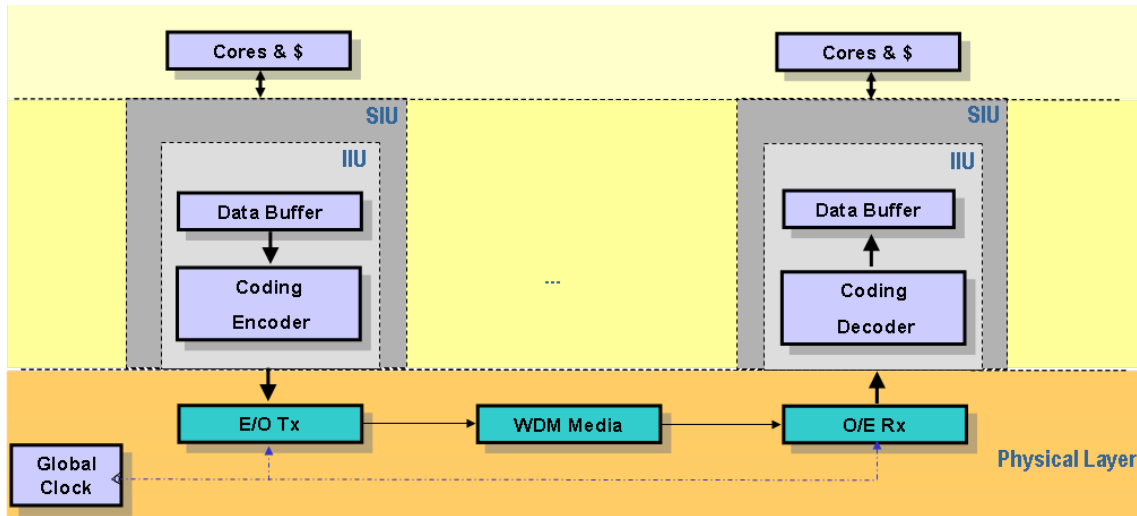 Cores & $
Cores & $
SIU
SIU
IIU
IIU
Data Buffer
Data Buffer
Coding
Encoder
...
Coding
Decoder
E/O Tx
WDM Media
O/E Rx
Global
Clock
Physical Layer